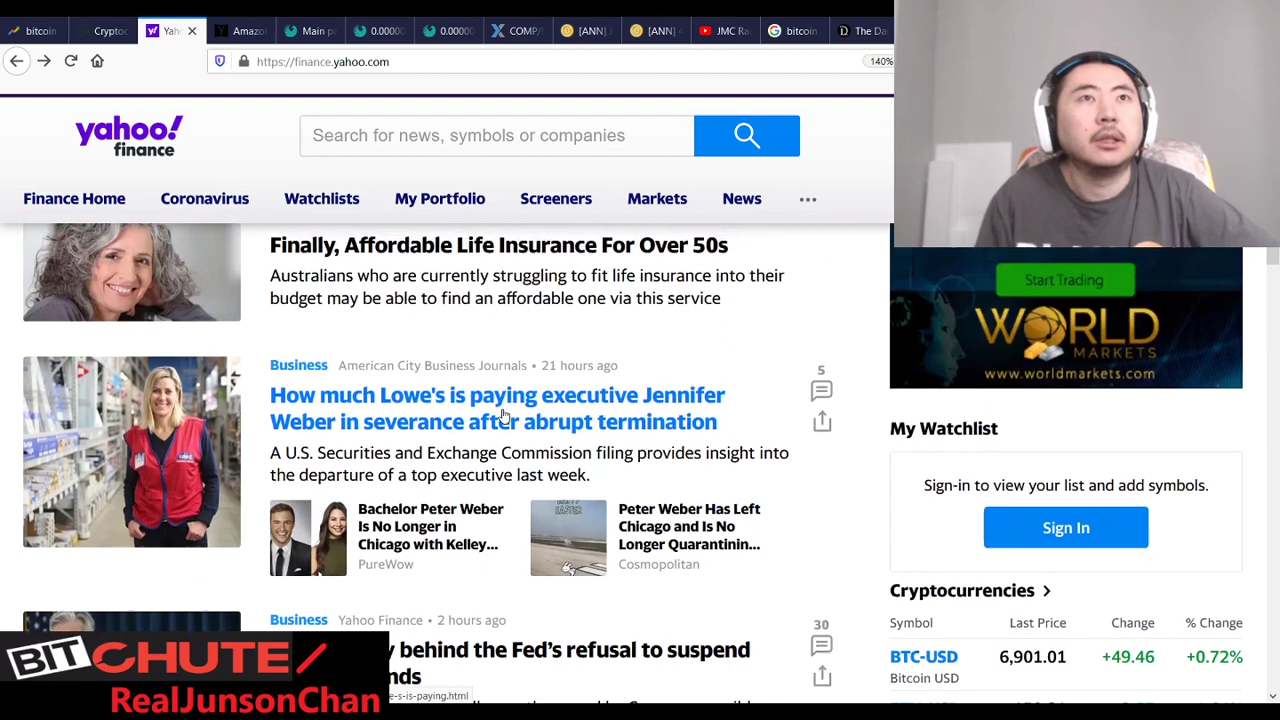 bitcoin
Cryptoc
Yaho
Amazo
Main p
0.00000
0.00000
COMP/
[ANN]
[ANN]
JMC Ra
bitcoin
The Da
https://finance.yahoo.com
140%
yahoo!
finance
Search for news, symbols or companies
Finance Home
Coronavirus
Watchlists
My Portfolio
Screeners
Markets
News
Finally, Affordable Life Insurance For Over 50s
Australians who are currently struggling to fit life insurance into their
budget may be able to find an affordable one via this service
Business American City Business Journals • 21 hours ago
How much Lowe's is paying executive Jennifer
Weber in severance after abrupt termination
A U.S. Securities and Exchange Commission filing provides insight into
the departure of a top executive last week.
5
Bachelor Peter Weber
Is No Longer in
Chicago with Kelley...
PureWow
Peter Weber Has Left
Chicago and Is No
Longer Quarantinin...
Cosmopolitan
Business Yahoo Finance • 2 hours ago
behind the Fed's refusal to suspend
30
e-s-is-paying.html
Start Trading
WORLD
MARKETS
www.worldmarkets.com
My Watchlist
Sign-in to view your list and add symbols.
Sign In
Cryptocurrencies
Symbol Last Price Change % Change
BTC-USD 6,901.01 +49.46 +0.72%
Bitcoin USD
BITCHUTE/
RealJunsonChan